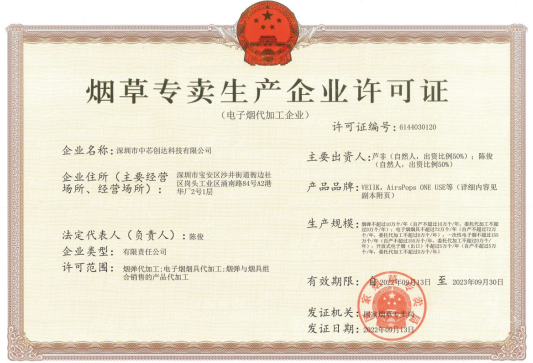 烟草专卖生产企业许可证
（电子烟代加工企业）
许可证编号：6144030120
企业名称：深圳市中芯创达科技有限公司
企业住所（主要经营场所、经营场所）：
深圳市宝安区沙井街道衙边社
区岗头工业区涌南路84号A2港
华厂2号1层
法定代表人（负责人）：陈俊
企业类型：有限责任公司
许可范围：烟弹代加工;电子烟烟具代加工;烟弹与烟具组
合销售的产品代加工
主要出资人：芦非（自然人，出资比例50%）；陈俊
（自然人，出资比例50%）
产品品牌：VEIIK，AirsPops ONE USE等（详细内容见
副本附页）
生产规模：
有效期限：自2022年09月13日 至 2023年09月30日
发证机关：国家烟草专卖局
发证日期：2022年09月13日